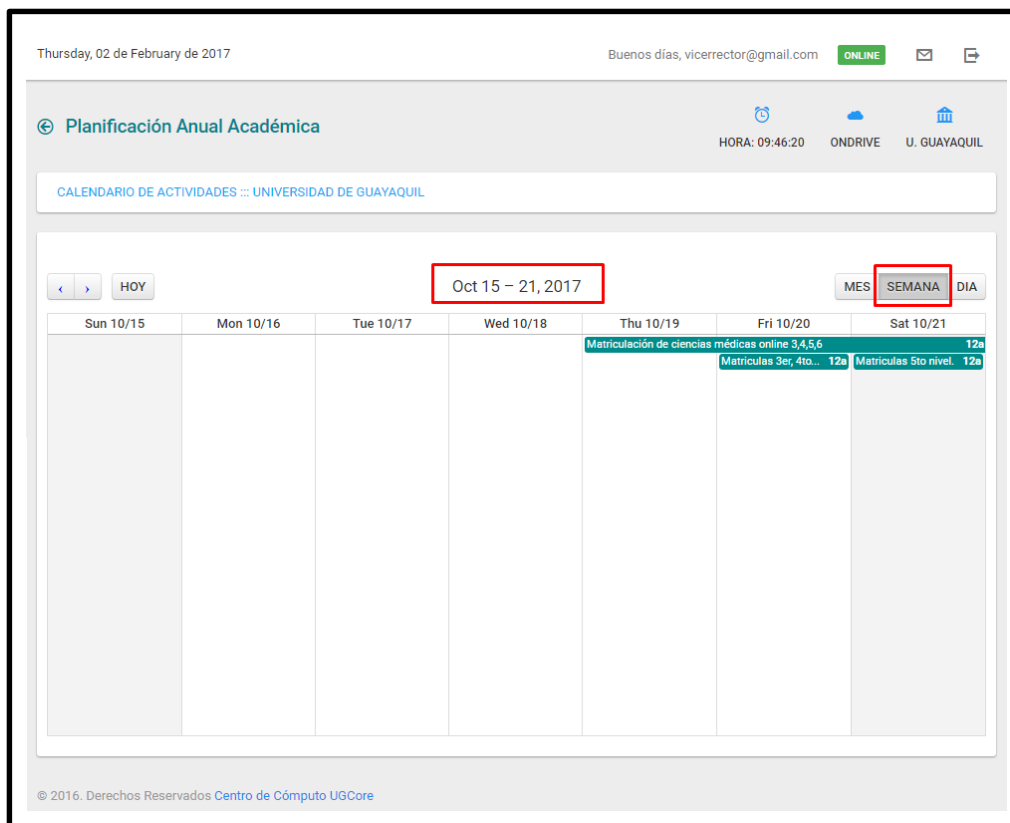 Thursday, 02 de February de 2017
Buenos días, vicerrector@gmail.com
ONLINE
Planificación Anual Académica
HORA: 09:46:20
ONDRIVE
U. GUAYAQUIL
CALENDARIO DE ACTIVIDADES ::: UNIVERSIDAD DE GUAYAQUIL
‹ › HOY
Oct 15 – 21, 2017
MES SEMANA DIA
Sun 10/15 Mon 10/16 Tue 10/17 Wed 10/18 Thu 10/19 Fri 10/20 Sat 10/21
Matriculación de ciencias médicas online 3,4,5,6 12a
Matriculas 3er, 4to... 12a Matriculas 5to nivel. 12a
© 2016. Derechos Reservados Centro de Cómputo UGCore